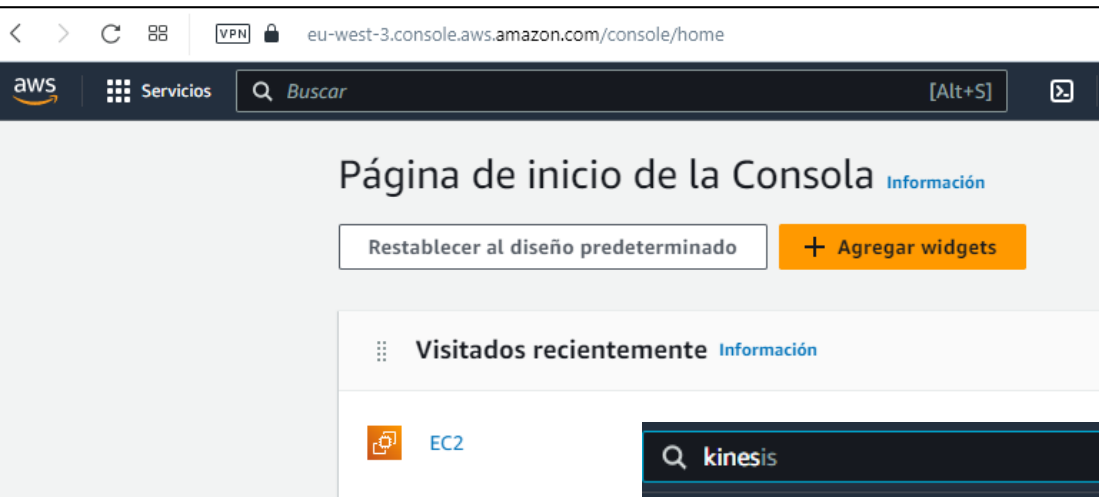 VPN eu-west-3.console.aws.amazon.com/console/home
aws Servicios Buscar [Alt+S]
Página de inicio de la Consola Información
Restablecer al diseño predeterminado + Agregar widgets
Visitados recientemente Información
EC2
kinesis